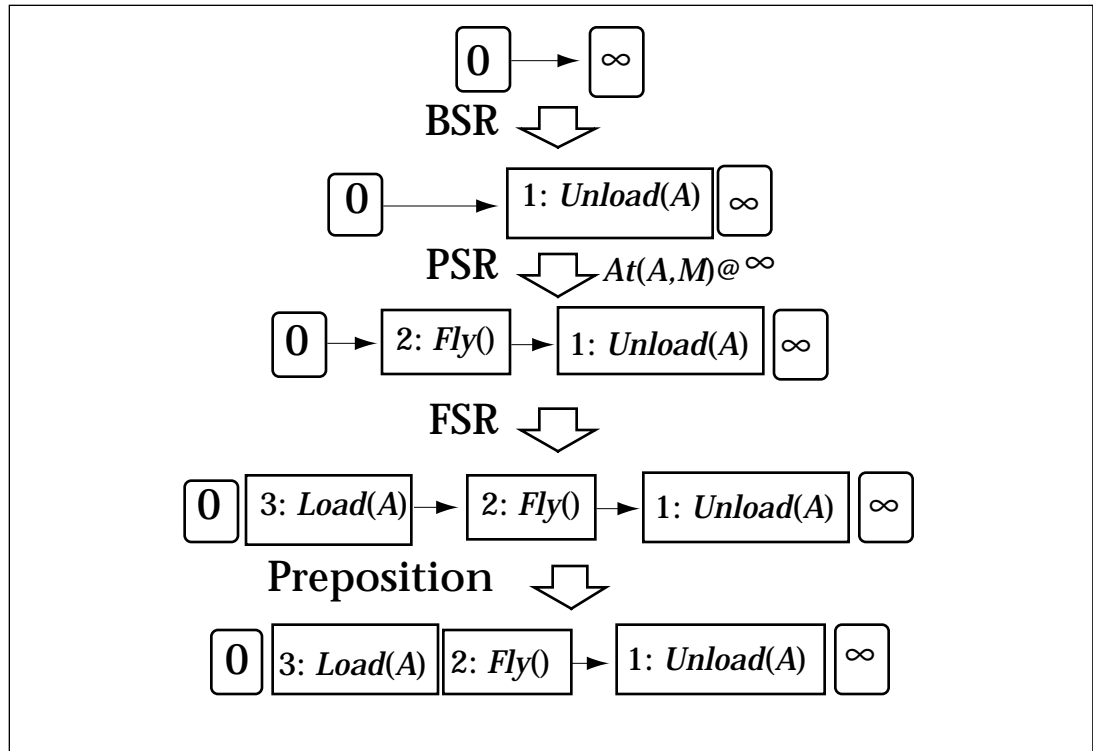 0 ∞
BSR
0 1: Unload(A) ∞
PSR At(A,M)@∞
0 2: Fly() 1: Unload(A) ∞
FSR
0 3: Load(A) 2: Fly() 1: Unload(A) ∞
Preposition
0 3: Load(A) 2: Fly() 1: Unload(A) ∞